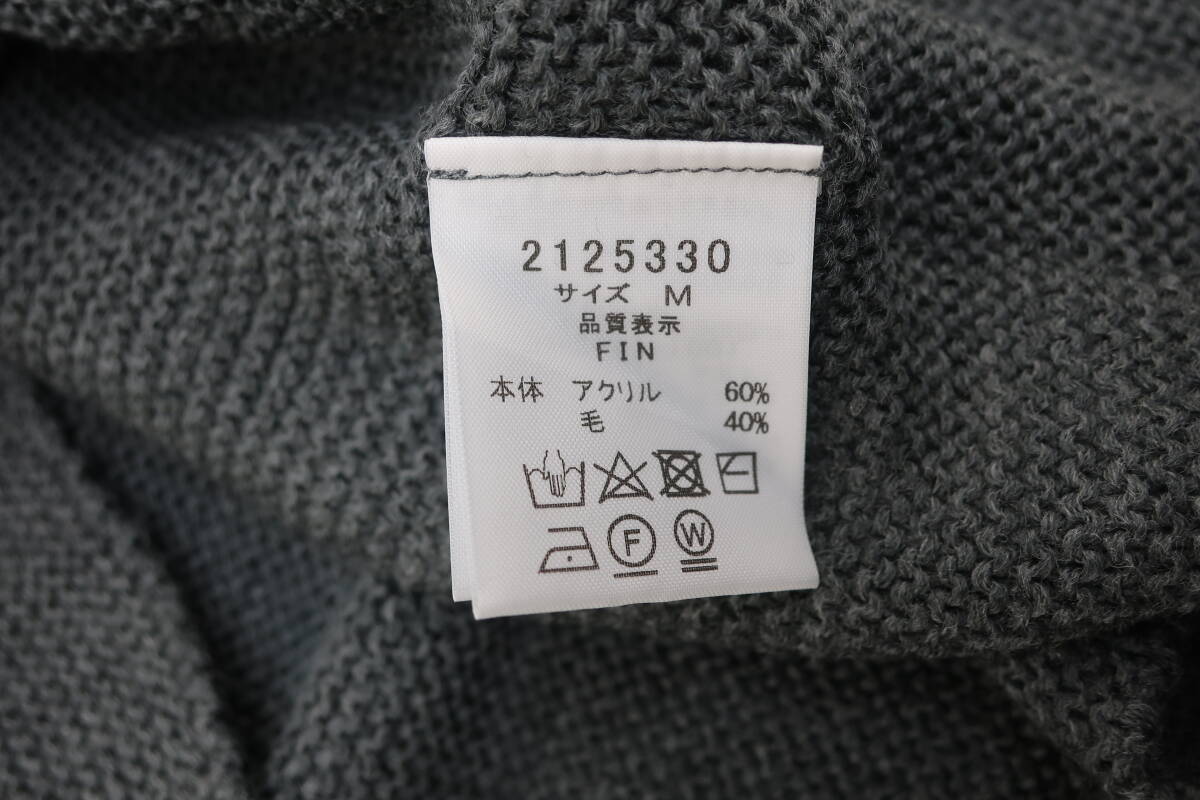 2125330
サイズ M
品質表示
FIN
本体 アクリル 60%
毛 40%
F W